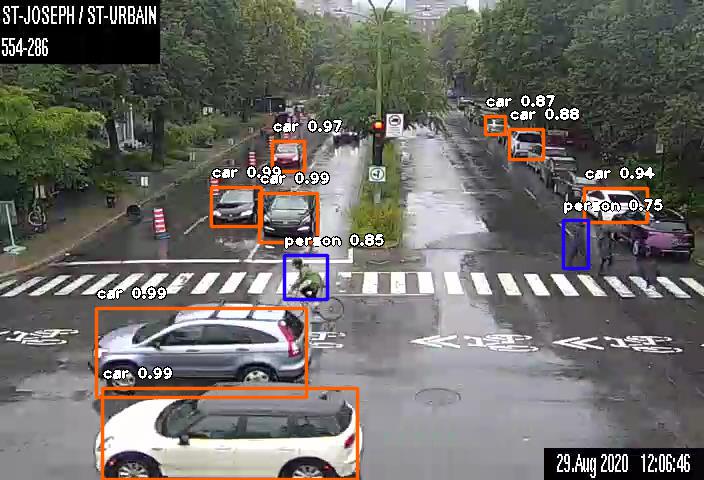 ST-JOSEPH / ST-URBAIN
554-286
car 0.87
car 0.88
car 0.97
car 0.99
car 0.99
car 0.94
person 0.75
person 0.85
car 0.99
car 0.99
29.Aug 2020 12:06:46